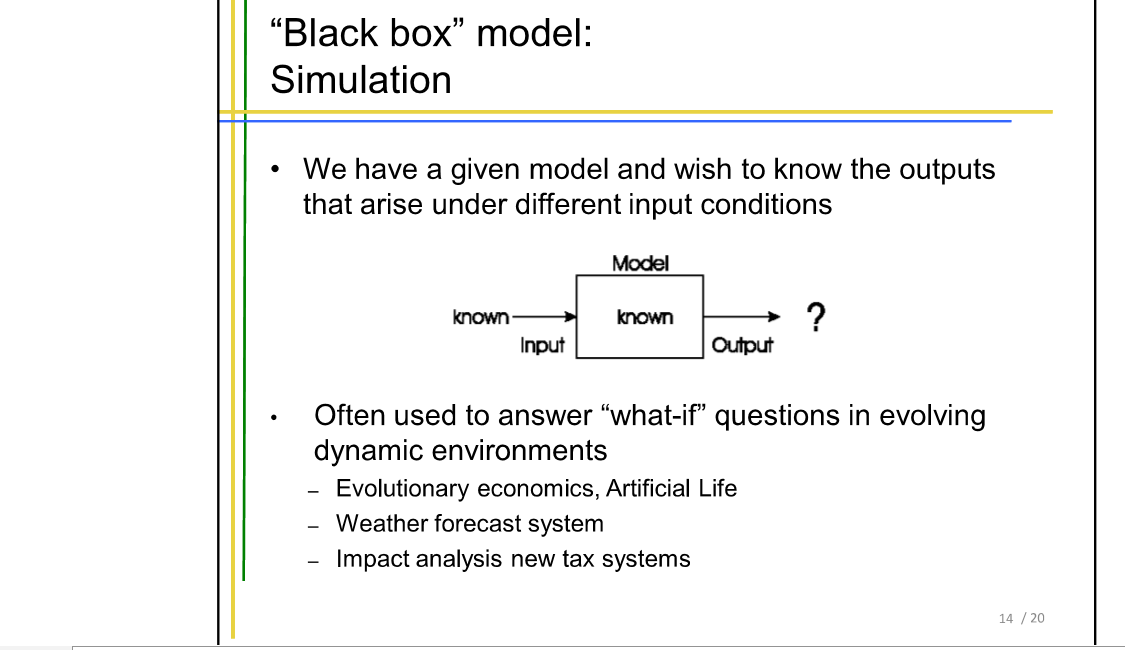 “Black box” model:
Simulation
• We have a given model and wish to know the outputs
that arise under different input conditions
Model
known
known
?
Input
Output
• Often used to answer “what-if” questions in evolving
dynamic environments
– Evolutionary economics, Artificial Life
– Weather forecast system
– Impact analysis new tax systems
14 / 20